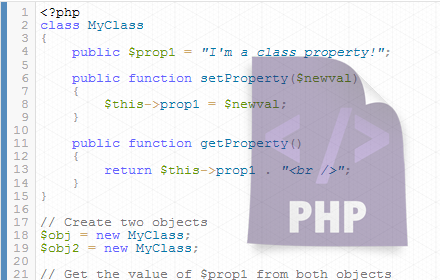 1 <?php
2 class MyClass
3 {
4 public $prop1 = "I'm a class property!";
5
6 public function setProperty($newval)
7 {
8 $this->prop1 = $newval;
9 }
10
11 public function getProperty()
12 {
13 return $this->prop1 . "<br />";
14 }
15 }
16
17 // Create two objects
18 $obj = new MyClass;
19 $obj2 = new MyClass;
20
21 // Get the value of $prop1 from both objects
</>
PHP